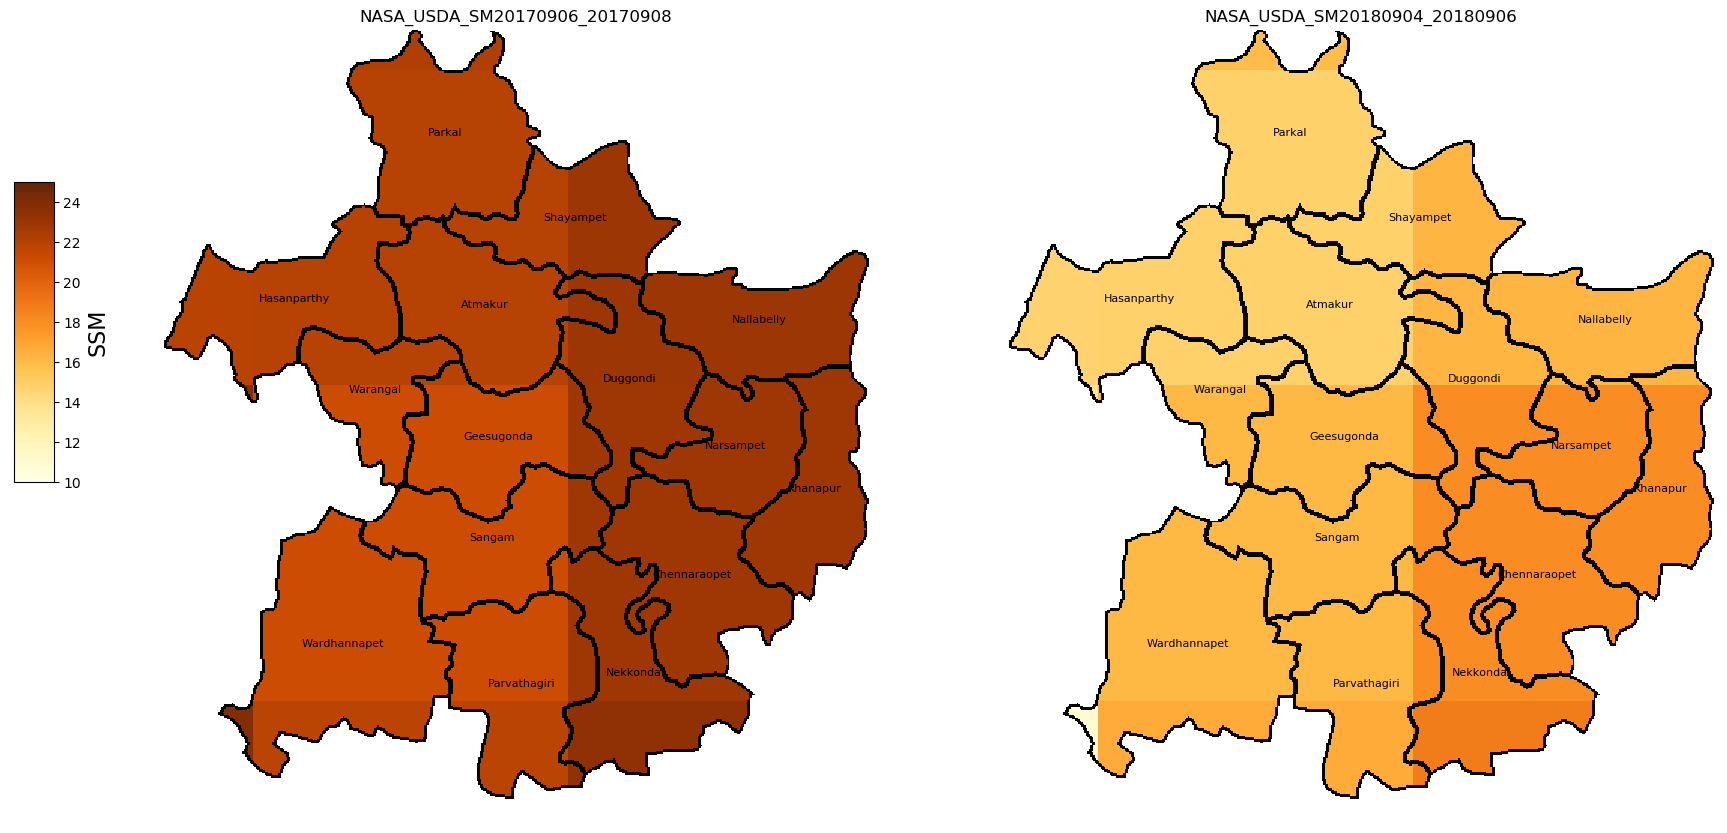 NASA_USDA_SM20170906_20170908
NASA_USDA_SM20180904_20180906
24
22
20
18
16
14
12
10
SSM
Parkal
Shayampet
Hasanparthy
Atmakur
Nallabelly
Warangal
Duggondi
Geesugonda
Narsampet
Khanapur
Sangam
Chennaraopet
Wardhannapet
Parvathagiri
Nekkonda
Parkal
Shayampet
Hasanparthy
Atmakur
Nallabelly
Warangal
Duggondi
Geesugonda
Narsampet
Khanapur
Sangam
Chennaraopet
Wardhannapet
Parvathagiri
Nekkonda